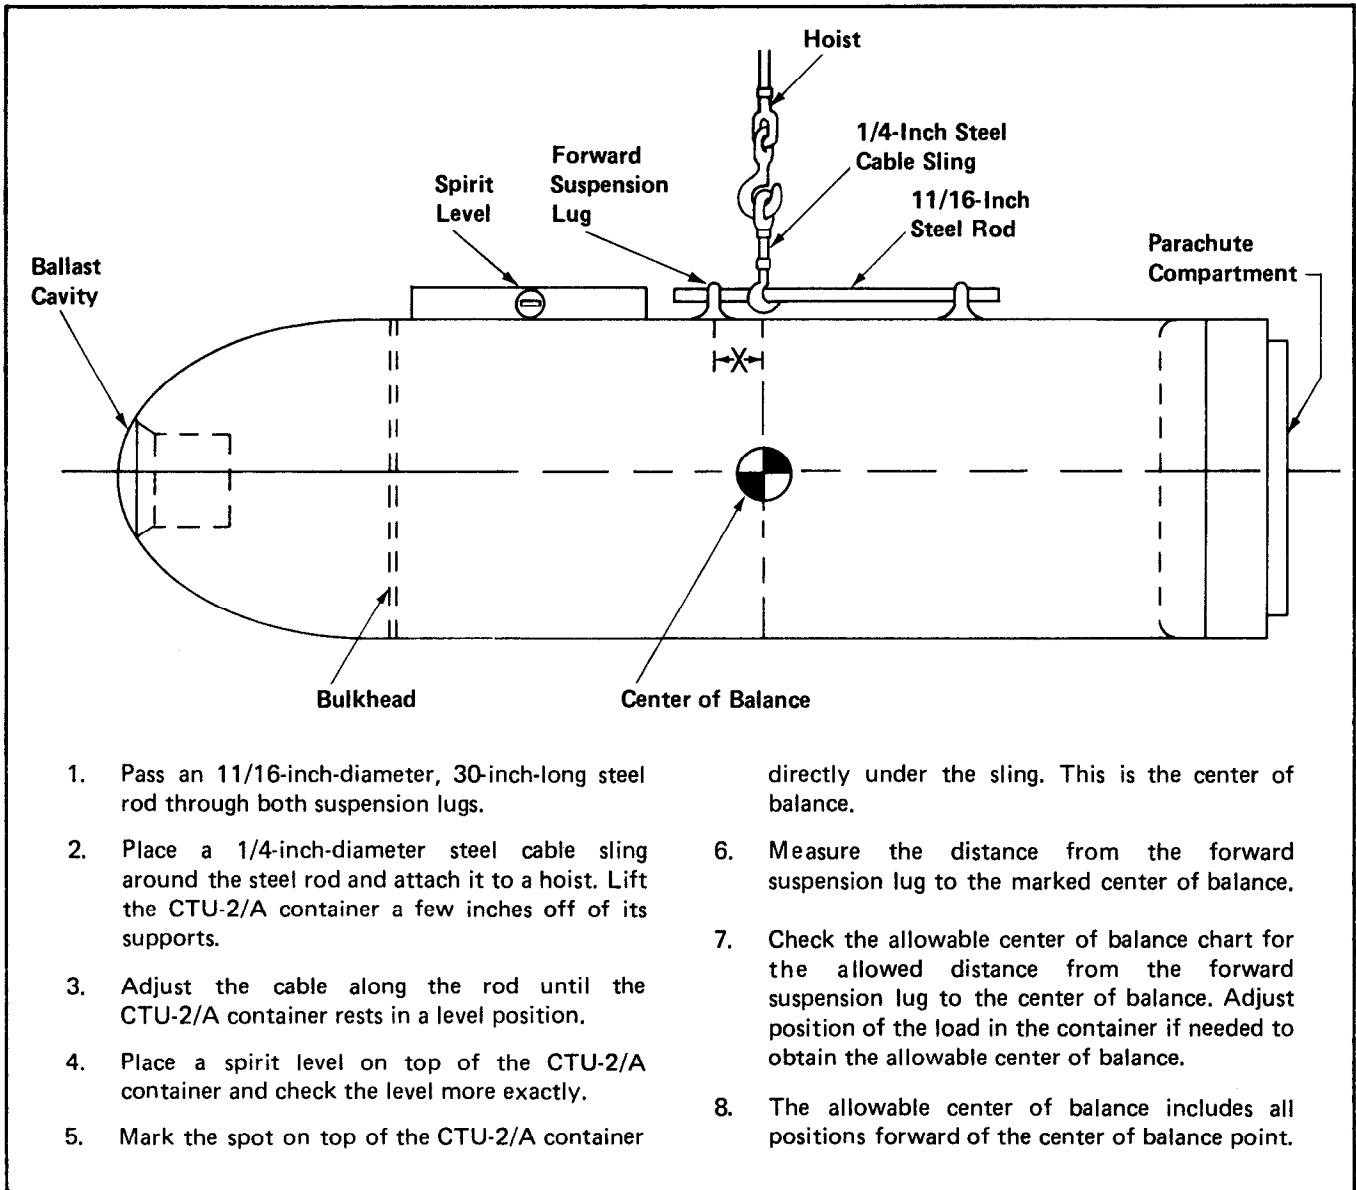 Hoist
1/4-Inch Steel
Cable Sling
Forward
Suspension
Lug
Spirit
Level
11/16-Inch
Steel Rod
Parachute
Compartment
Ballast
Cavity
X
Bulkhead
Center of Balance
1. Pass an 11/16-inch-diameter, 30-inch-long steel
rod through both suspension lugs.
2. Place a 1/4-inch-diameter steel cable sling
around the steel rod and attach it to a hoist. Lift
the CTU-2/A container a few inches off of its
supports.
3. Adjust the cable along the rod until the
CTU-2/A container rests in a level position.
4. Place a spirit level on top of the CTU-2/A
container and check the level more exactly.
5. Mark the spot on top of the CTU-2/A container
directly under the sling. This is the center of
balance.
6. Measure the distance from the forward
suspension lug to the marked center of balance.
7. Check the allowable center of balance chart for
the allowed distance from the forward
suspension lug to the center of balance. Adjust
position of the load in the container if needed to
obtain the allowable center of balance.
8. The allowable center of balance includes all
positions forward of the center of balance point.